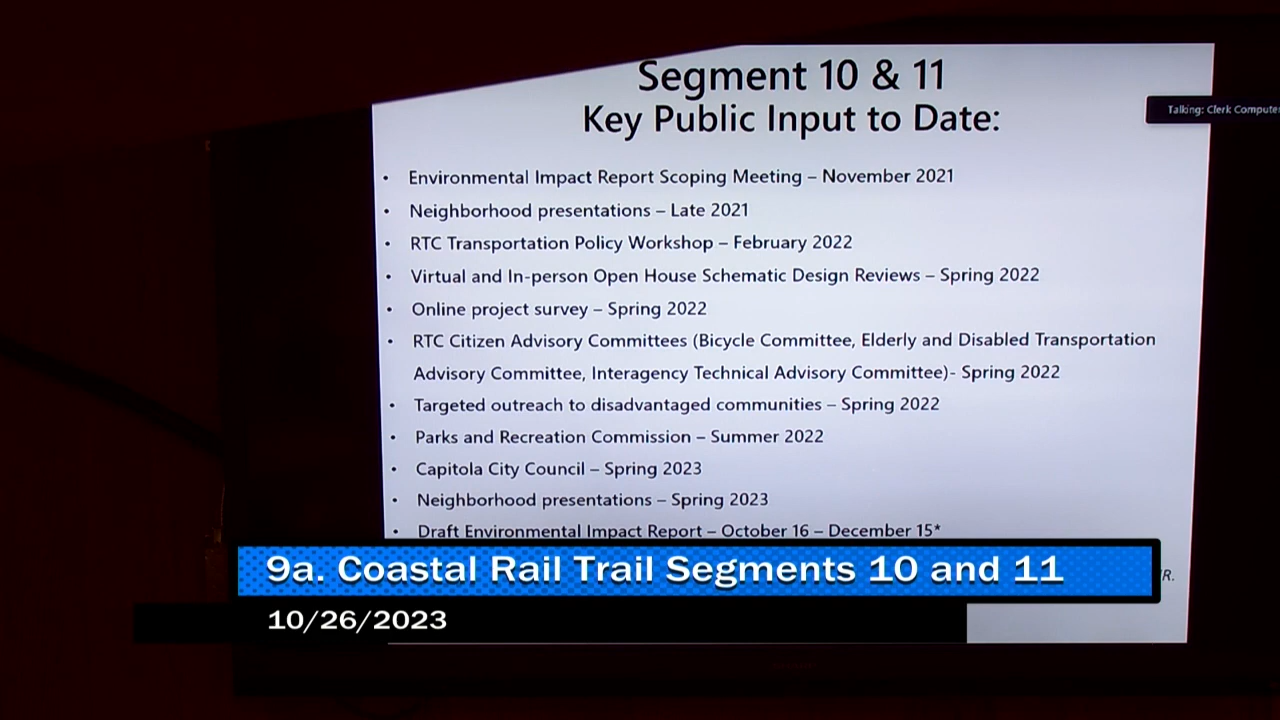 Segment 10 & 11
Key Public Input to Date:
Talking: Clerk Compute
• Environmental Impact Report Scoping Meeting – November 2021
• Neighborhood presentations – Late 2021
• RTC Transportation Policy Workshop – February 2022
• Virtual and In-person Open House Schematic Design Reviews – Spring 2022
• Online project survey – Spring 2022
• RTC Citizen Advisory Committees (Bicycle Committee, Elderly and Disabled Transportation
Advisory Committee, Interagency Technical Advisory Committee)- Spring 2022
• Targeted outreach to disadvantaged communities – Spring 2022
• Parks and Recreation Commission – Summer 2022
• Capitola City Council – Spring 2023
• Neighborhood presentations – Spring 2023
• Draft Environmental Impact Report – October 16 – December 15*
R.
9a. Coastal Rail Trail Segments 10 and 11
10/26/2023